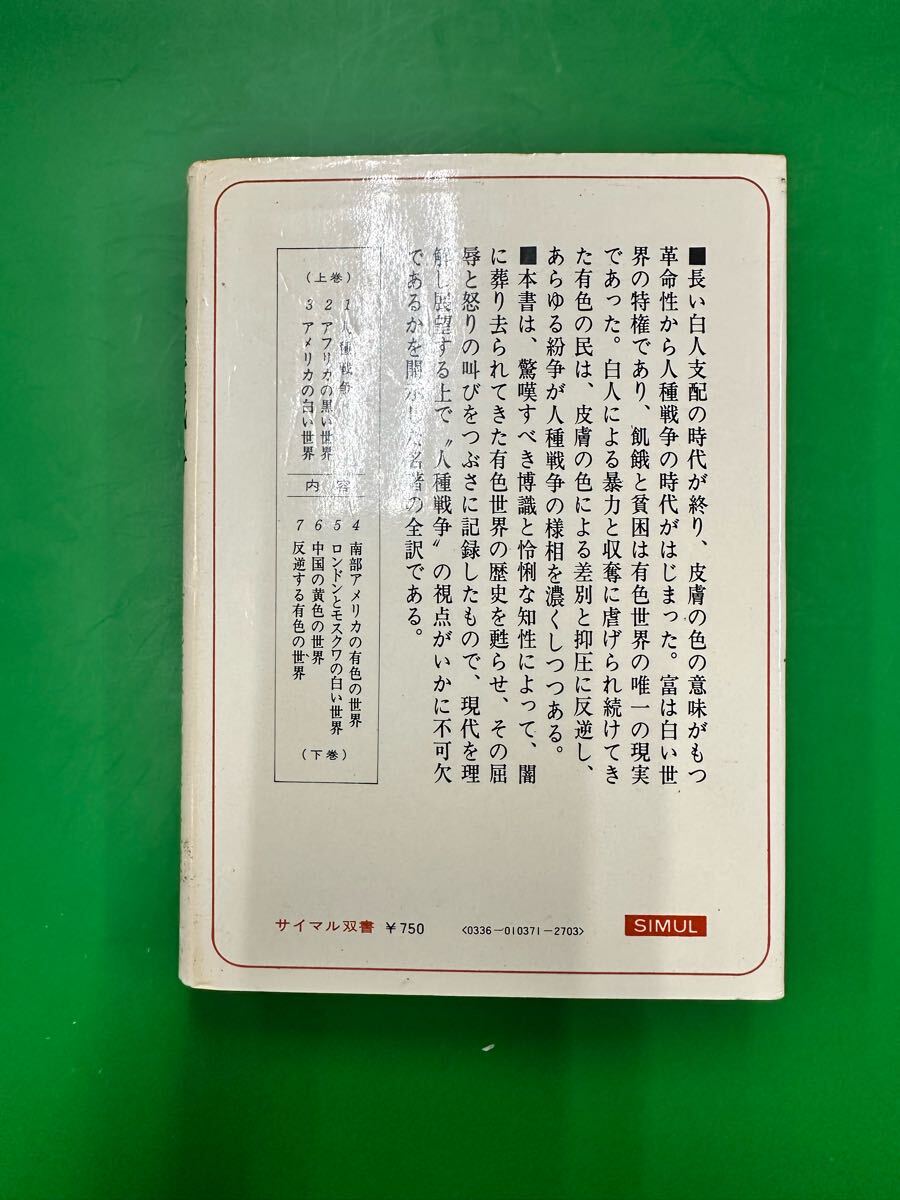 ■長い白人支配の時代が終り、皮膚の色の意味がもつ
革命性から人種戦争の時代がはじまった。富は白い世
界の特権であり、飢餓と貧困は有色世界の唯一の現実
であった。白人による暴力と収奪に虐げられ続けてき
た有色の民は、皮膚の色による差別と抑圧に反逆し、
あらゆる紛争が人種戦争の様相を濃くしつつある。
■本書は、驚嘆すべき博識と怜悧な知性によって、闇
に葬り去られてきた有色世界の歴史を甦らせ、その屈
辱と怒りの叫びをつぶさに記録したもので、現代を理
解し展望する上で〝人種戦争〟の視点がいかに不可欠
であるかを開示した名著の全訳である。
(上巻)
1 人種戦争
2 アフリカの黒い世界
3 アメリカの白い世界
内容
4 南部アメリカの有色の世界
5 ロンドンとモスクワの白い世界
6 中国の黄色の世界
7 反逆する有色の世界
(下巻)
サイマル双書 ¥750
<0336-010371-2703>
SIMUL